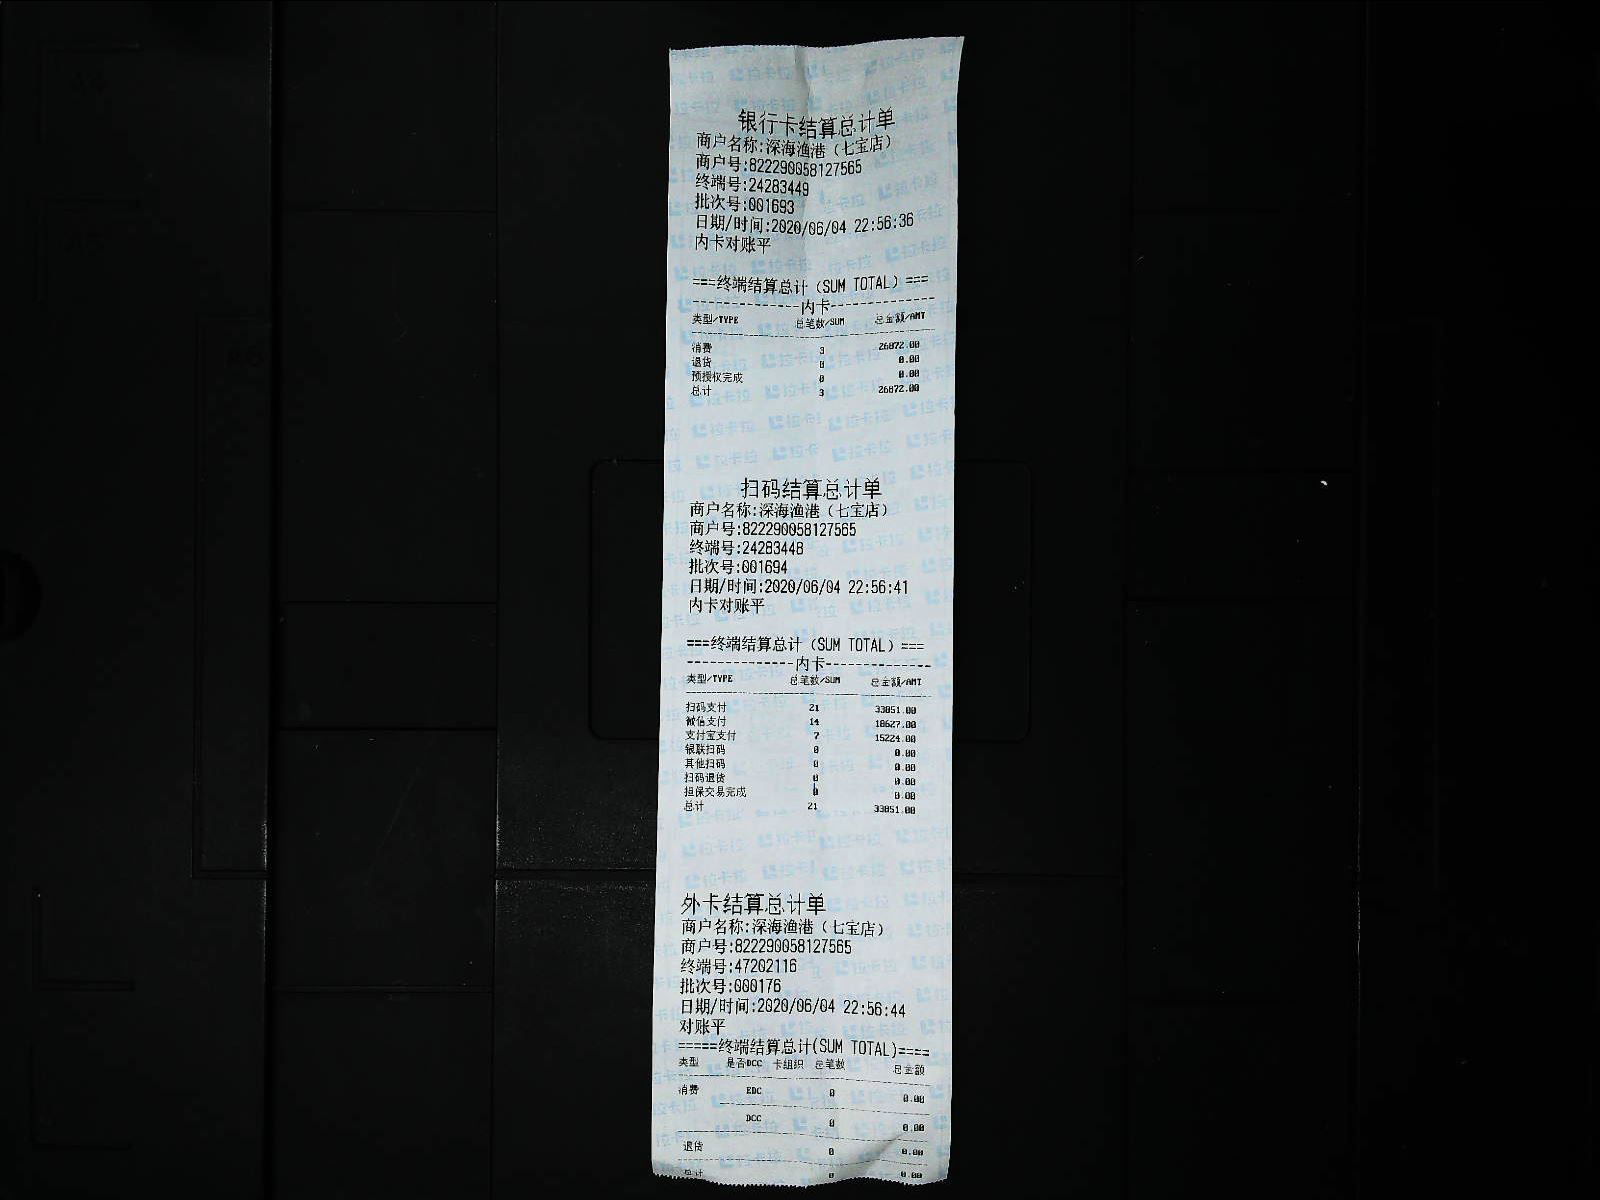 银行卡结算总计单
商户名称:深海渔港（七宝店）
商户号:822290058127565
终端号:24283449
批次号:001693
日期/时间:2020/06/04 22:56:36
内卡对账平
===终端结算总计（SUM TOTAL）===
--------------内卡--------------
类型/TYPE 总笔数/SUM 总金额/AMT
消费 3 26872.00
退货 0 0.00
预授权完成 0 0.00
总计 3 26872.00
扫码结算总计单
商户名称:深海渔港（七宝店）
商户号:822290058127565
终端号:24283448
批次号:001694
日期/时间:2020/06/04 22:56:41
内卡对账平
===终端结算总计（SUM TOTAL）===
--------------内卡--------------
类型/TYPE 总笔数/SUM 总金额/AMT
扫码支付 21 33851.00
微信支付 14 18627.00
支付宝支付 7 15224.00
银联扫码 0 0.00
其他扫码 0 0.00
扫码退货 0 0.00
担保交易完成 0 0.00
总计 21 33851.00
外卡结算总计单
商户名称:深海渔港（七宝店）
商户号:822290058127565
终端号:47202116
批次号:000176
日期/时间:2020/06/04 22:56:44
对账平
=====终端结算总计(SUM TOTAL)====
类型 是否DCC 卡组织 总笔数 总金额
消费 EDC 0 0.00
DCC 0 0.00
退货 0 0.00
总计 0 0.00